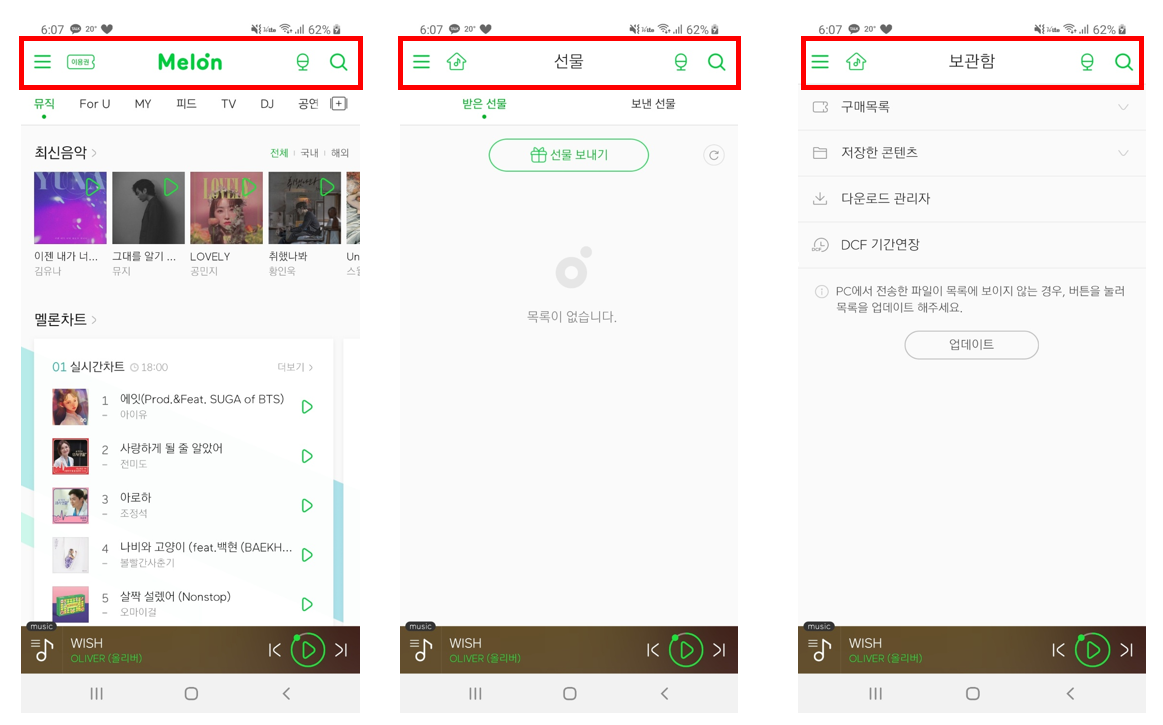 6:07 20° 62%
이용권 Melon
뮤직 For U MY 피드 TV DJ 공연
최신음악 전체 국내 해외
YUNA LOVELY
이젠 내가 너... 그대를 알기 ... LOVELY 취했나봐 Un
김유나 뮤지 공민지 황인욱 스월
멜론차트
01 실시간차트 18:00 더보기
1 에잇(Prod.&Feat. SUGA of BTS)
아이유
2 사랑하게 될 줄 알았어
전미도
3 아로하
조정석
4 나비와 고양이 (feat.백현 (BAEKH...
볼빨간사춘기
5 살짝 설렜어 (Nonstop)
오마이걸
music
WISH
OLIVER (올리버)
6:07 20° 62%
선물
받은 선물 보낸 선물
선물 보내기
목록이 없습니다.
music
WISH
OLIVER (올리버)
6:07 20° 62%
보관함
구매목록
저장한 콘텐츠
다운로드 관리자
DCF 기간연장
PC에서 전송한 파일이 목록에 보이지 않는 경우, 버튼을 눌러
목록을 업데이트 해주세요.
업데이트
music
WISH
OLIVER (올리버)